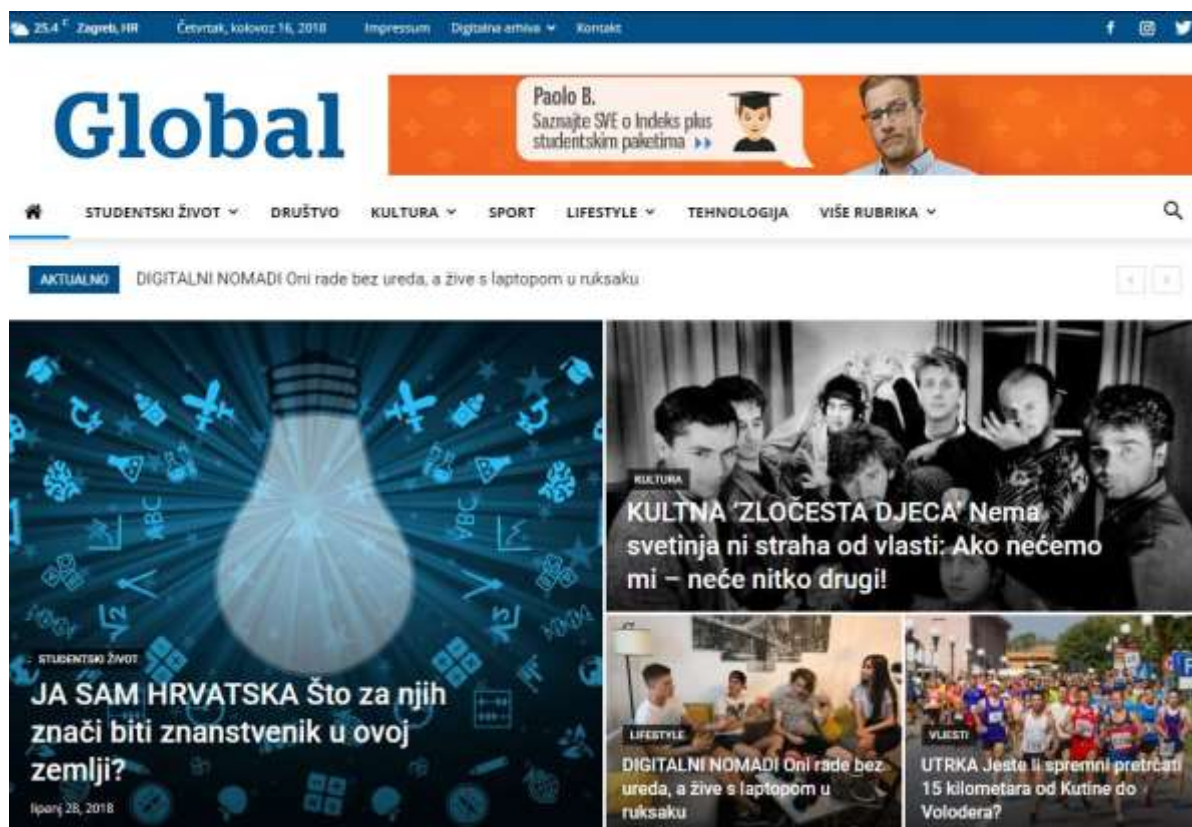 25.4 C Zagreb, HR Četvrtak, kolovoz 16, 2018 Impressum Digitalna arhiva Kontakt
Global
Paolo B.
Saznajte SVE o Indeks plus
studentskim paketima
STUDENTSKI ŽIVOT DRUŠTVO KULTURA SPORT LIFESTYLE TEHNOLOGIJA VIŠE RUBRIKA
AKTUALNO DIGITALNI NOMADI Oni rade bez ureda, a žive s laptopom u ruksaku
ABC
ABC
√2
√2
STUDENTSKI ŽIVOT
JA SAM HRVATSKA Što za njih
znači biti znanstvenik u ovoj
zemlji?
lipanj 28, 2018
KULTURA
KULTNA 'ZLOČESTA DJECA' Nema
svetinja ni straha od vlasti: Ako nećemo
mi – neće nitko drugi!
LIFESTYLE
DIGITALNI NOMADI Oni rade bez
ureda, a žive s laptopom u
ruksaku
VIJESTI
UTRKA Jeste li spremni pretrčati
15 kilometara od Kutine do
Volodera?